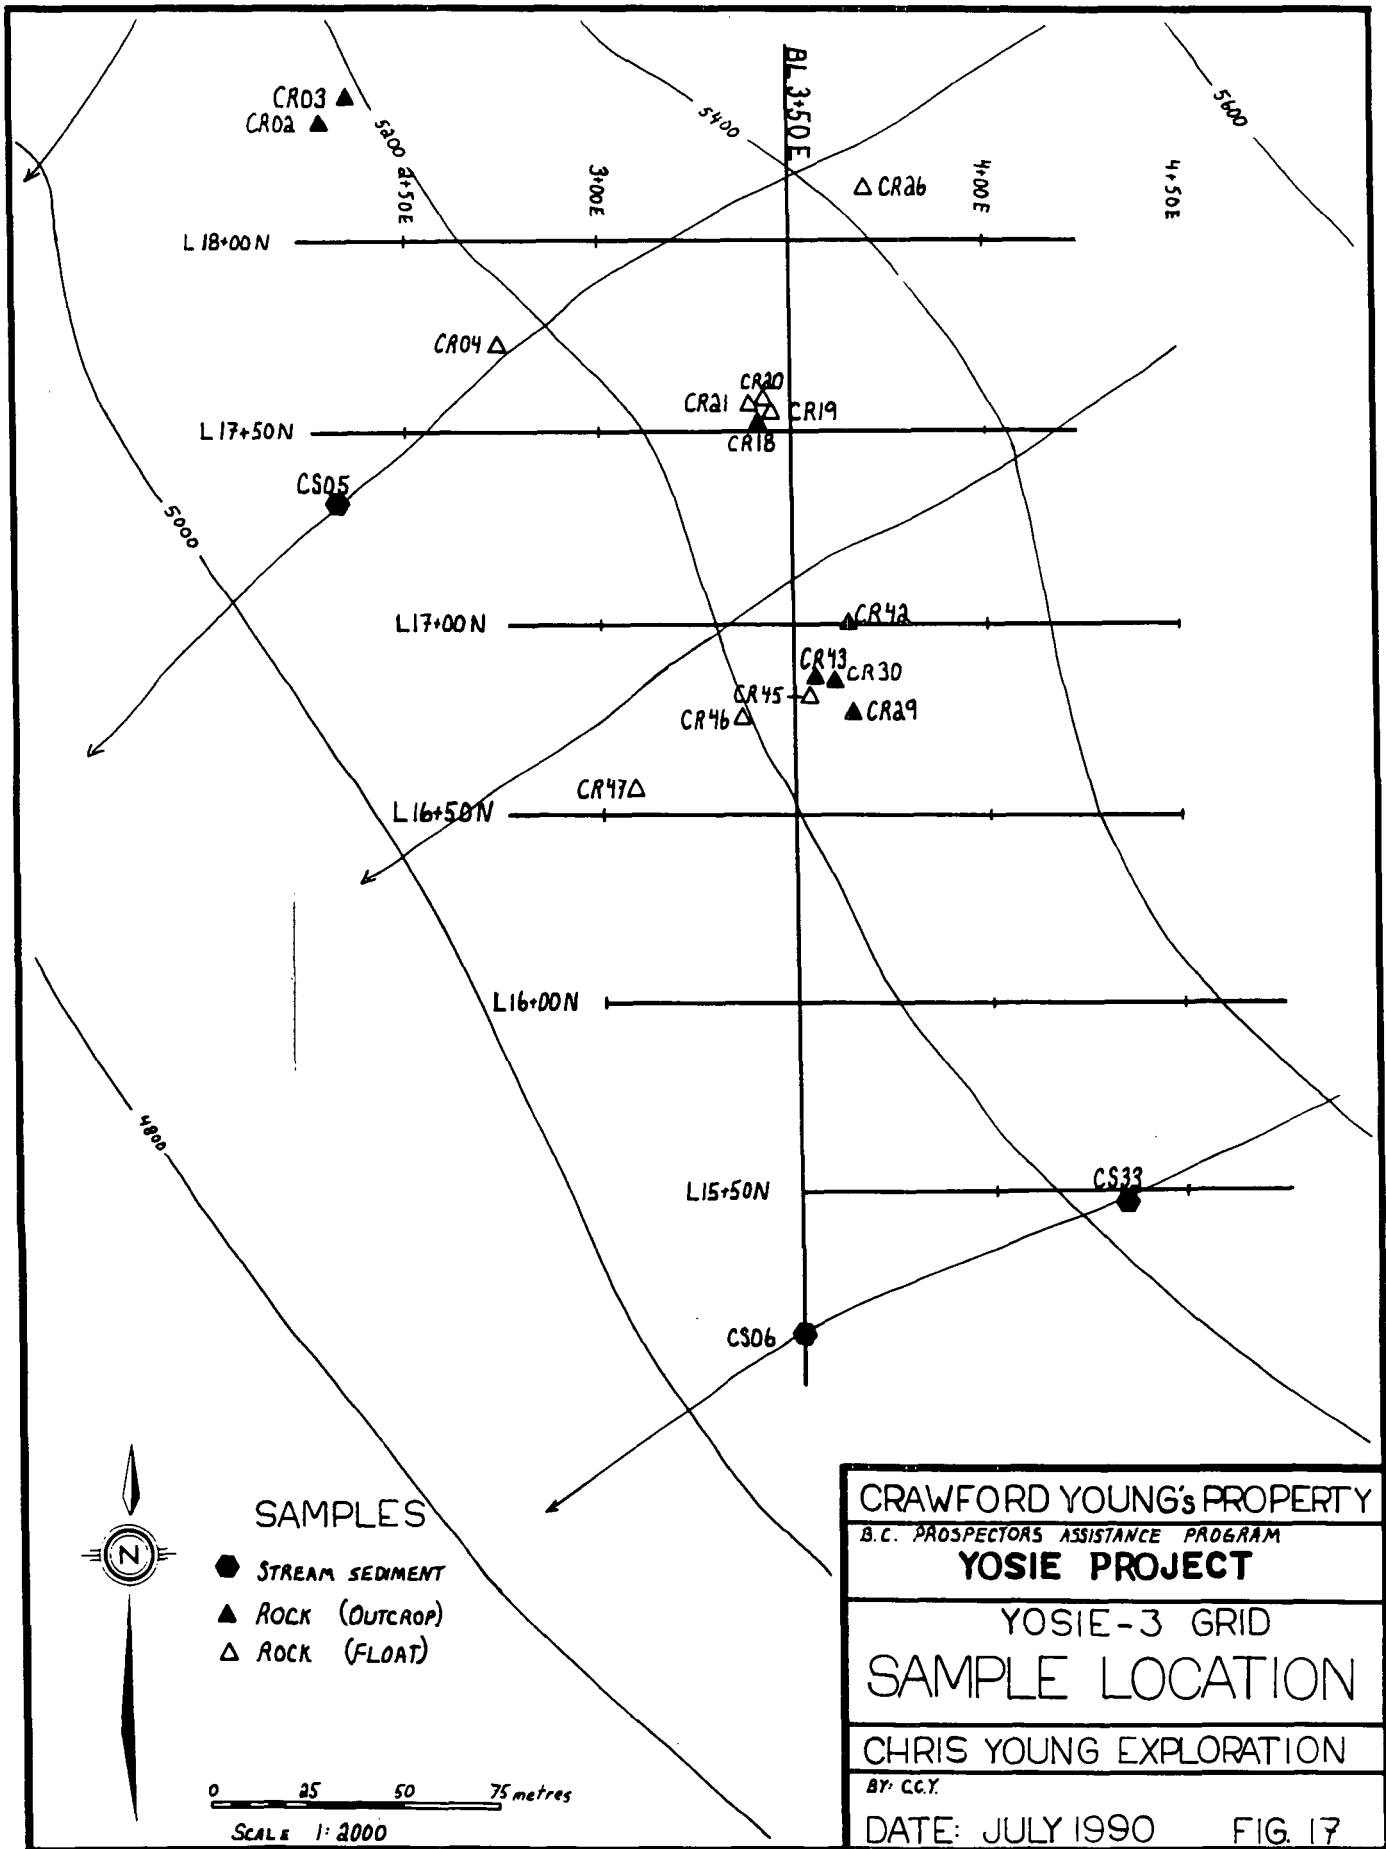 BL 3+50E
CR03
CR02
5200
5400
5600
2+50E
3+00E
CR26
4+00E
4+50E
L 18+00N
CR04
CR20
CR21
CR19
L 17+50N
CR18
CS05
5000
L17+00N
CR42
CR43
CR30
CR45
CR46
CR29
CR47
L16+50N
L16+00N
4800
L15+50N
CS33
CS06
N
SAMPLES
STREAM SEDIMENT
ROCK (OUTCROP)
ROCK (FLOAT)
0 25 50 75 metres
SCALE 1:2000
CRAWFORD YOUNG's PROPERTY
B.C. PROSPECTORS ASSISTANCE PROGRAM
YOSIE PROJECT
YOSIE-3 GRID
SAMPLE LOCATION
CHRIS YOUNG EXPLORATION
BY: C.C.Y.
DATE: JULY 1990 FIG. 17